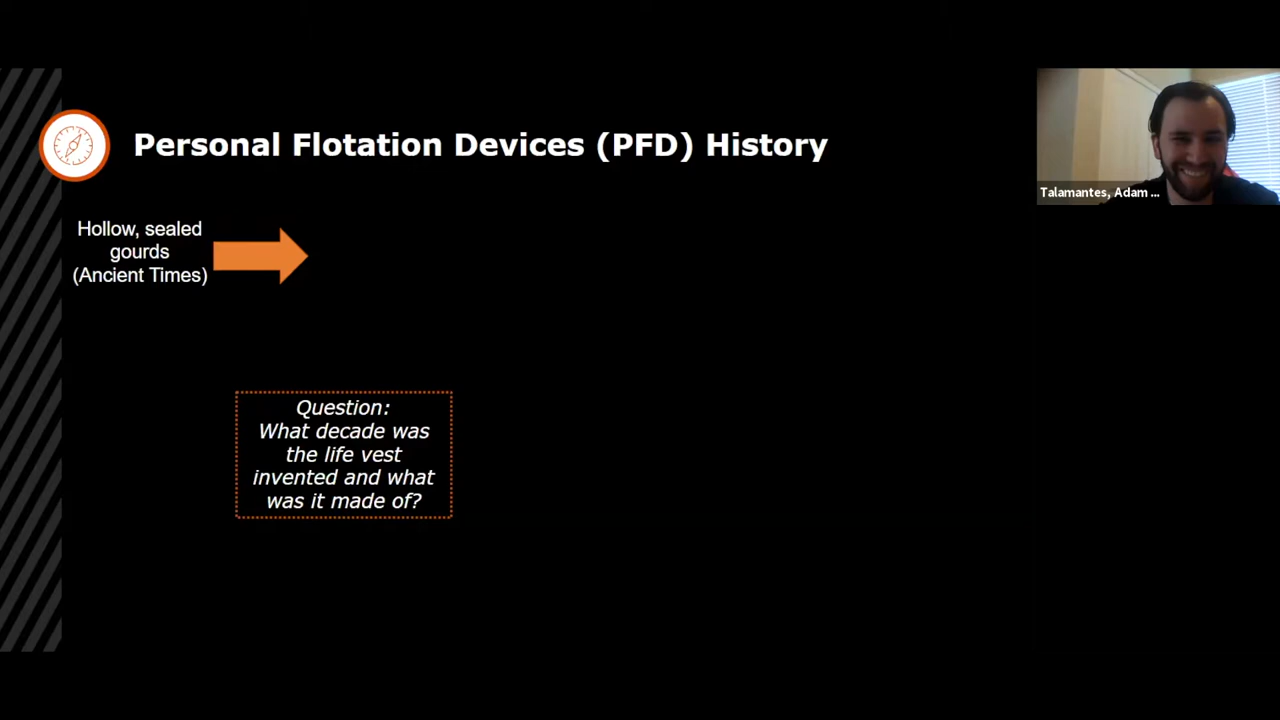 Personal Flotation Devices (PFD) History
Talamantes, Adam ...
Hollow, sealed
gourds
(Ancient Times)
Question:
What decade was
the life vest
invented and what
was it made of?